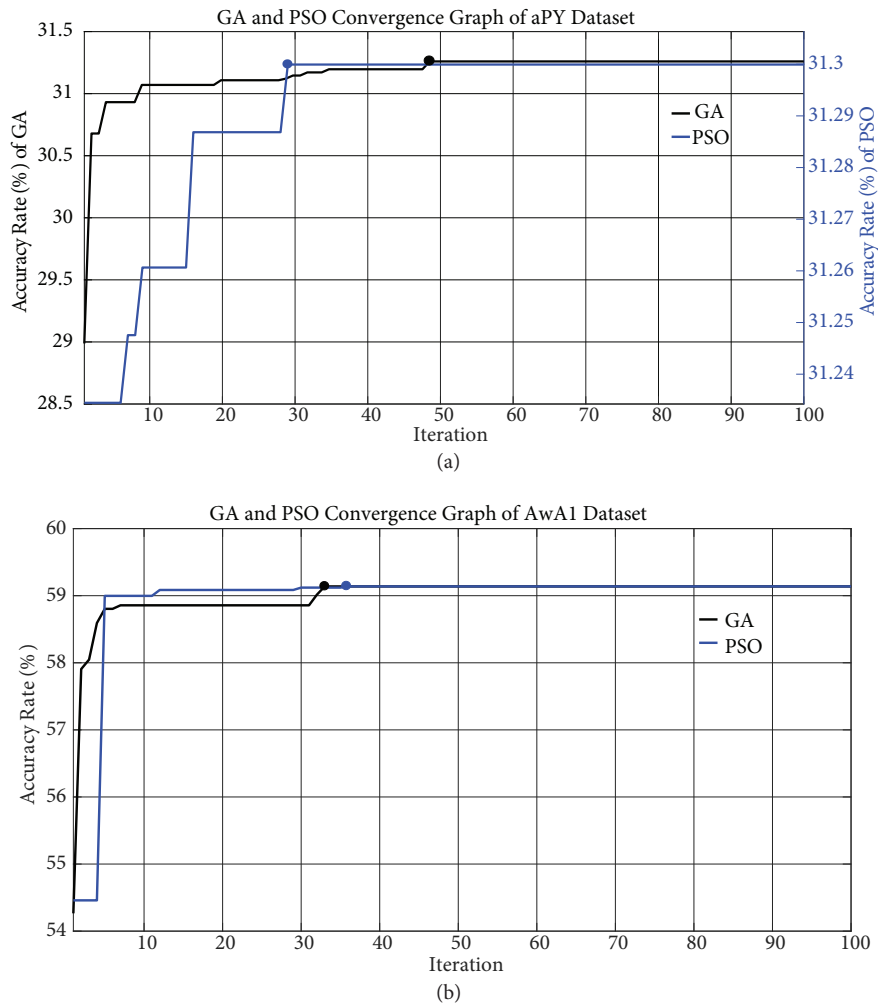 GA and PSO Convergence Graph of aPY Dataset
31.5
31
30.5
30
29.5
29
28.5
Accuracy Rate (%) of GA
31.3
31.29
31.28
31.27
31.26
31.25
31.24
Accuracy Rate (%) of PSO
GA
PSO
10 20 30 40 50 60 70 80 90 100
Iteration
(a)
GA and PSO Convergence Graph of AwA1 Dataset
60
59
58
57
56
55
54
Accuracy Rate (%)
GA
PSO
10 20 30 40 50 60 70 80 90 100
Iteration
(b)